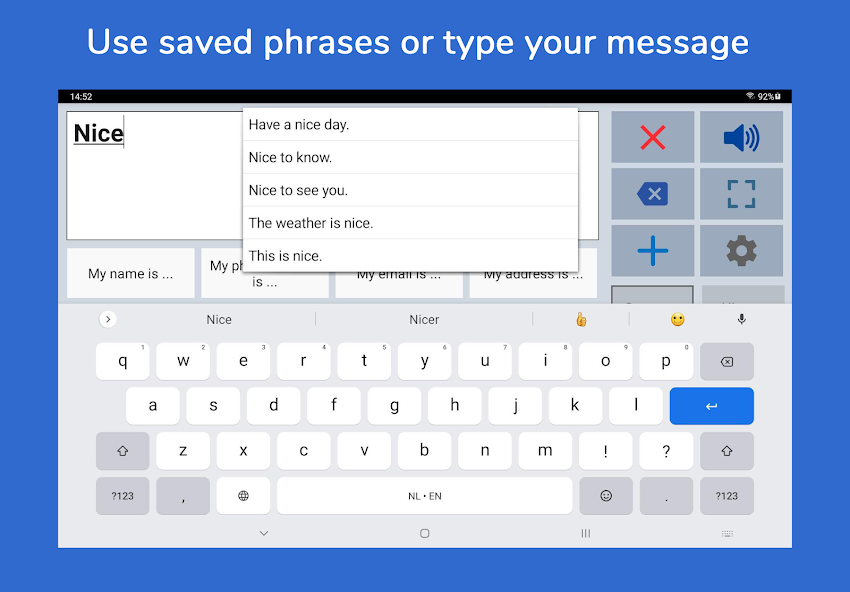 Use saved phrases or type your message
14:52
92%
Nice
Have a nice day.
Nice to know.
Nice to see you.
The weather is nice.
This is nice.
My name is ...
My ph
is ...
My email is ...
My address is ...
Nice
Nicer
q 1 w 2 e 3 r 4 t 5 y 6 u 7 i 8 o 9 p 0
a s d f g h j k l
z x c v b n m ! ?
?123 , NL • EN . ?123